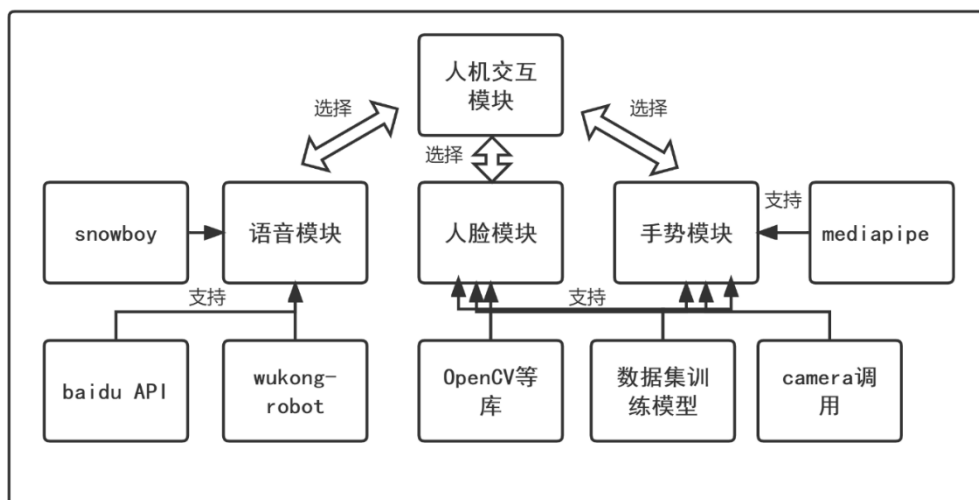 人机交互
模块
选择
选择
选择
snowboy
语音模块
人脸模块
手势模块
支持
mediapipe
支持
支持
baidu API
wukong-
robot
OpenCV等
库
数据集训
练模型
camera调
用